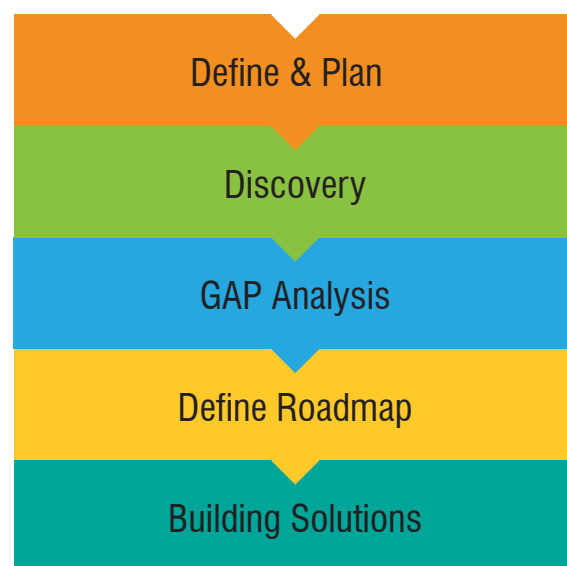 Define & Plan
Discovery
GAP Analysis
Define Roadmap
Building Solutions